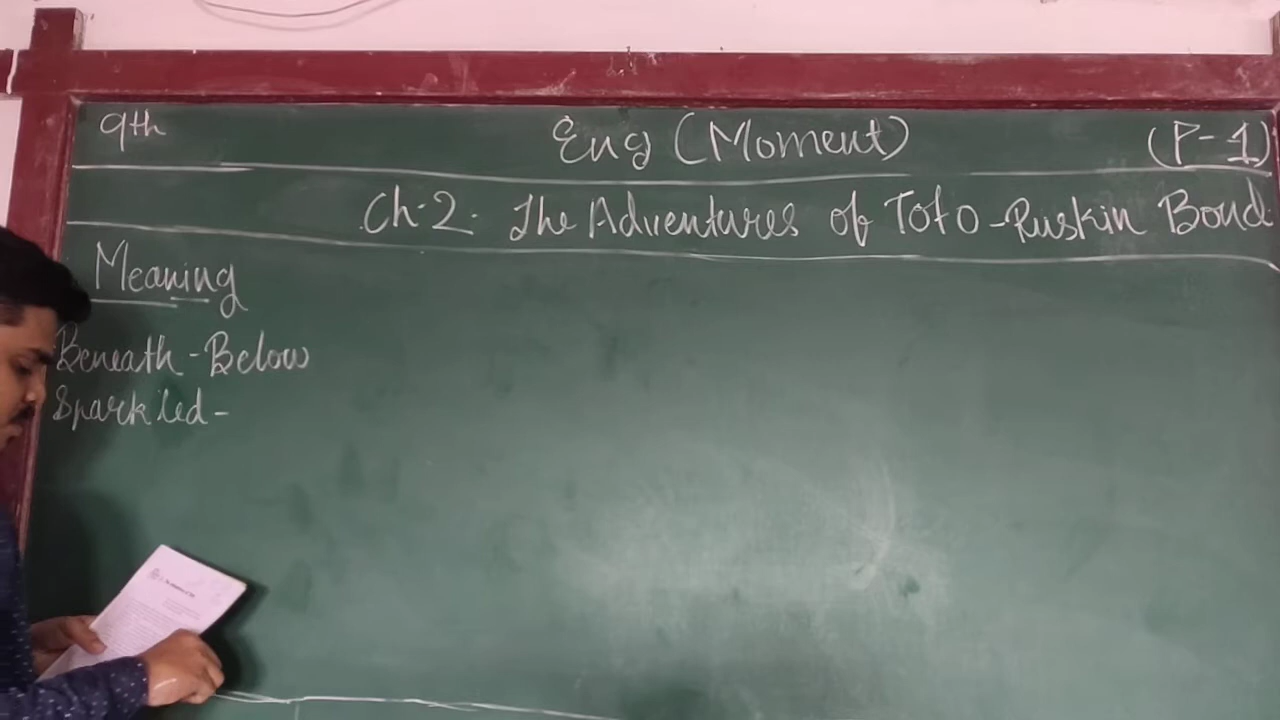 9th Eng (Moment) (P-1)
Ch.2. The Adventures of Toto-Ruskin Bond.
Meaning
Beneath - Below
Sparkled -